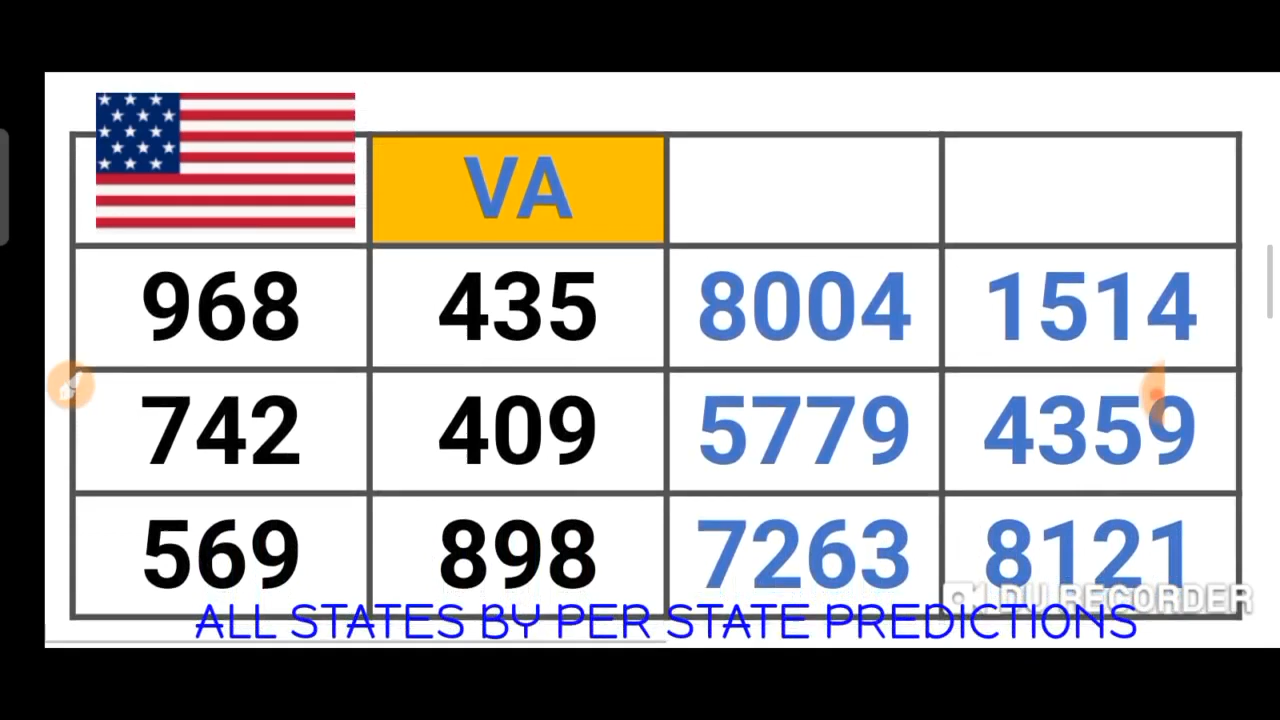 VA
968 435 8004 1514
742 409 5779 4359
569 898 7263 8121
DU RECORDER
ALL STATES BY PER STATE PREDICTIONS